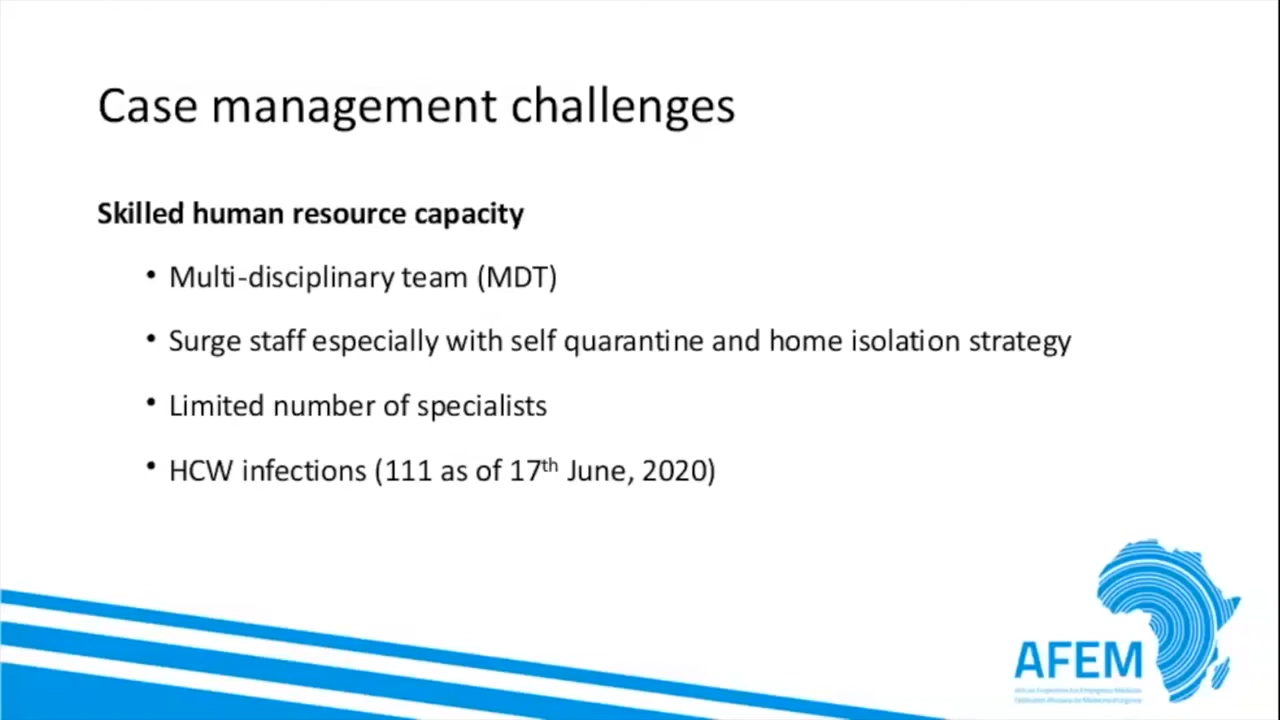 Case management challenges
Skilled human resource capacity
• Multi-disciplinary team (MDT)
• Surge staff especially with self quarantine and home isolation strategy
• Limited number of specialists
• HCW infections (111 as of 17th June, 2020)
AFEM